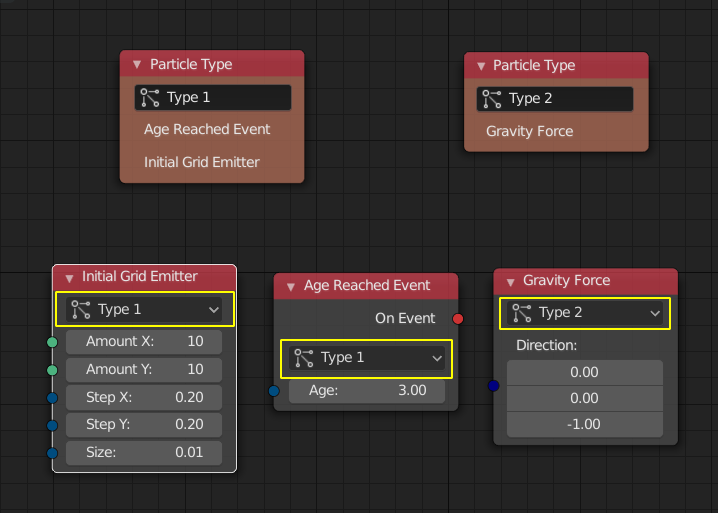 Particle Type
Type 1
Age Reached Event
Initial Grid Emitter
Particle Type
Type 2
Gravity Force
Initial Grid Emitter
Type 1
Amount X: 10
Amount Y: 10
Step X: 0.20
Step Y: 0.20
Size: 0.01
Age Reached Event
On Event
Type 1
Age: 3.00
Gravity Force
Type 2
Direction:
0.00
0.00
-1.00